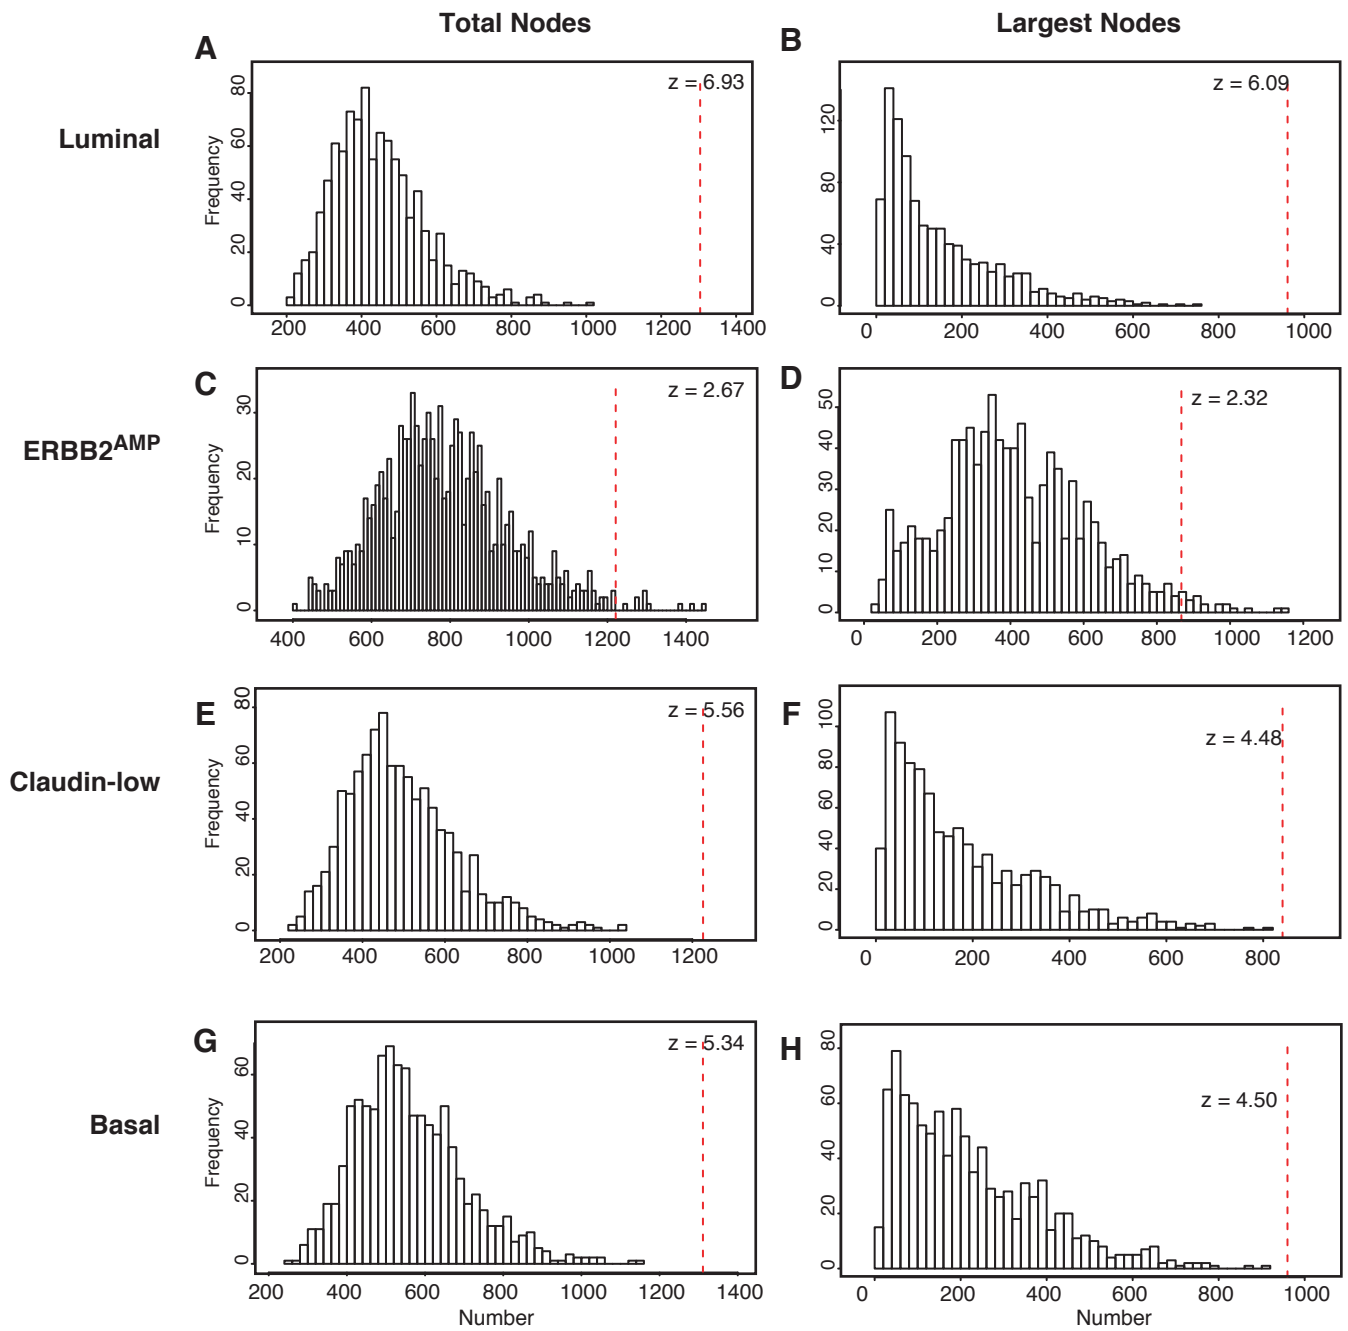 Total Nodes
Largest Nodes
Luminal
A
z = 6.93
Frequency
0 20 40 60 80
200 400 600 800 1000 1200 1400
B
z = 6.09
0 40 80 120
0 200 400 600 800 1000
ERBB2^AMP
C
z = 2.67
Frequency
0 10 20 30
400 600 800 1000 1200 1400
D
z = 2.32
0 10 20 30 40 50
0 200 400 600 800 1000 1200
Claudin-low
E
z = 5.56
Frequency
0 20 40 60 80
200 400 600 800 1000 1200
F
z = 4.48
0 20 40 60 80 100
0 200 400 600 800
Basal
G
z = 5.34
Frequency
0 20 40 60
200 400 600 800 1000 1200 1400
Number
H
z = 4.50
0 20 40 60 80
0 200 400 600 800 1000
Number